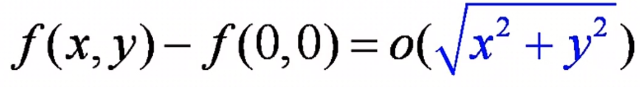 f(x,y) − f(0,0) = o(√(x² + y²))